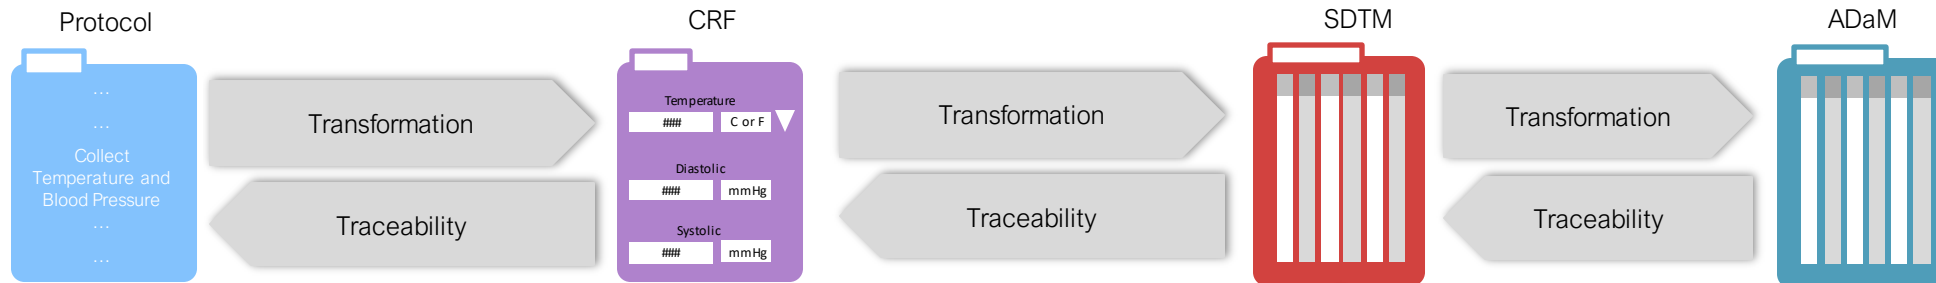 Protocol
...
...
Collect
Temperature and
Blood Pressure
...
...
Transformation
Traceability
CRF
Temperature
### C or F
Diastolic
### mmHg
Systolic
### mmHg
Transformation
Traceability
SDTM
Transformation
Traceability
ADaM